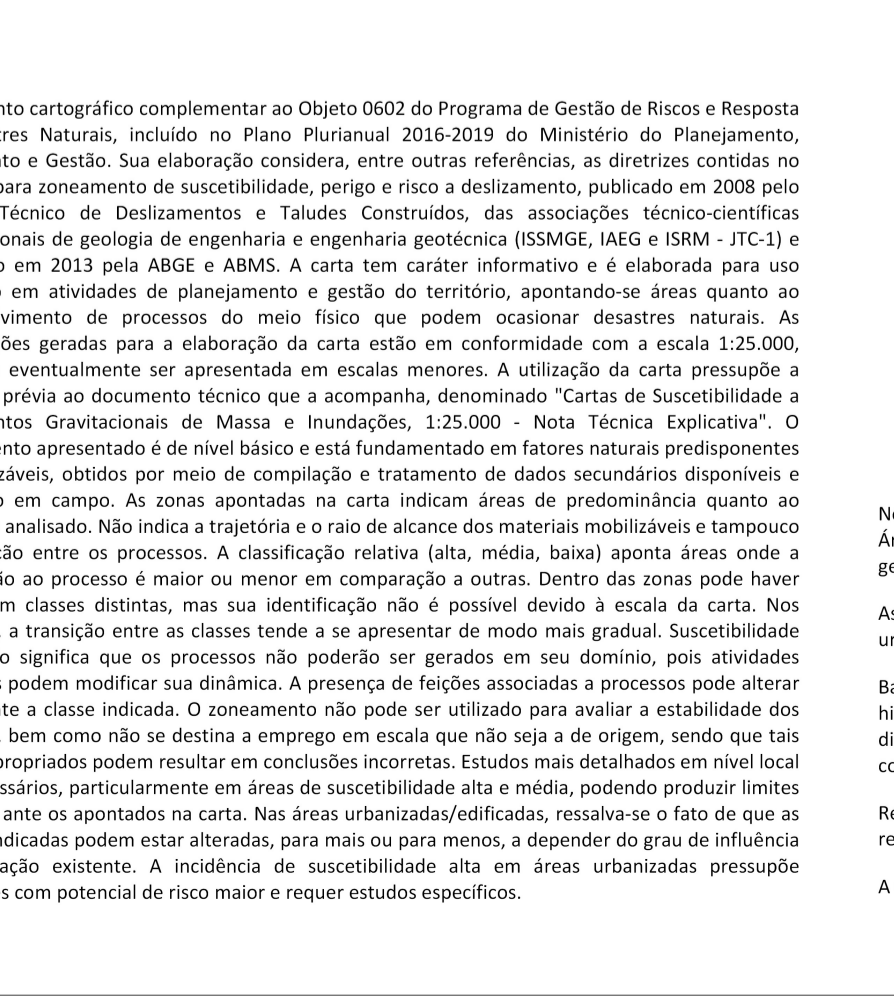 nto cartográfico complementar ao Objeto 0602 do Programa de Gestão de Riscos e Resposta
tres Naturais, incluído no Plano Plurianual 2016-2019 do Ministério do Planejamento,
to e Gestão. Sua elaboração considera, entre outras referências, as diretrizes contidas no
para zoneamento de suscetibilidade, perigo e risco a deslizamento, publicado em 2008 pelo
Técnico de Deslizamentos e Taludes Construídos, das associações técnico-científicas
onais de geologia de engenharia e engenharia geotécnica (ISSMGE, IAEG e ISRM - JTC-1) e
o em 2013 pela ABGE e ABMS. A carta tem caráter informativo e é elaborada para uso
o em atividades de planejamento e gestão do território, apontando-se áreas quanto ao
vimento de processos do meio físico que podem ocasionar desastres naturais. As
ões geradas para a elaboração da carta estão em conformidade com a escala 1:25.000,
eventualmente ser apresentada em escalas menores. A utilização da carta pressupõe a
prévia ao documento técnico que a acompanha, denominado "Cartas de Suscetibilidade a
ntos Gravitacionais de Massa e Inundações, 1:25.000 - Nota Técnica Explicativa". O
ento apresentado é de nível básico e está fundamentado em fatores naturais predisponentes
záveis, obtidos por meio de compilação e tratamento de dados secundários disponíveis e
o em campo. As zonas apontadas na carta indicam áreas de predominância quanto ao
analisado. Não indica a trajetória e o raio de alcance dos materiais mobilizáveis e tampouco
ção entre os processos. A classificação relativa (alta, média, baixa) aponta áreas onde a
ão ao processo é maior ou menor em comparação a outras. Dentro das zonas pode haver
m classes distintas, mas sua identificação não é possível devido à escala da carta. Nos
, a transição entre as classes tende a se apresentar de modo mais gradual. Suscetibilidade
o significa que os processos não poderão ser gerados em seu domínio, pois atividades
s podem modificar sua dinâmica. A presença de feições associadas a processos pode alterar
te a classe indicada. O zoneamento não pode ser utilizado para avaliar a estabilidade dos
, bem como não se destina a emprego em escala que não seja a de origem, sendo que tais
propriados podem resultar em conclusões incorretas. Estudos mais detalhados em nível local
ssários, particularmente em áreas de suscetibilidade alta e média, podendo produzir limites
ante os apontados na carta. Nas áreas urbanizadas/edificadas, ressalva-se o fato de que as
ndicadas podem estar alteradas, para mais ou para menos, a depender do grau de influência
ação existente. A incidência de suscetibilidade alta em áreas urbanizadas pressupõe
s com potencial de risco maior e requer estudos específicos.
ge
As
ur
Ba
hi
di
co
Re
re
A